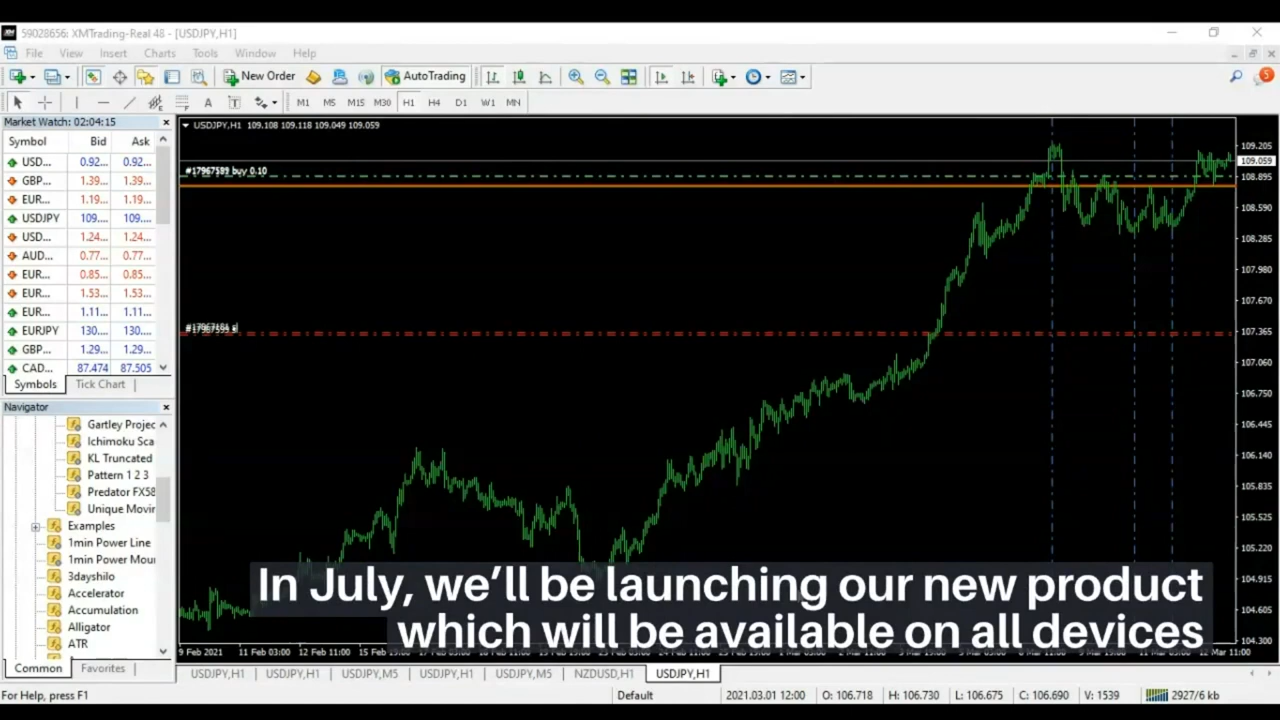 59028656: XMTrading-Real 48 - [USDJPY,H1]
File View Insert Charts Tools Window Help
New Order AutoTrading
A T M1 M5 M15 M30 H1 H4 D1 W1 MN
5
Market Watch: 02:04:15
Symbol Bid Ask
USD... 0.92... 0.92...
GBP... 1.39... 1.39...
EUR... 1.19... 1.19...
USDJPY 109.... 109....
USD... 1.24... 1.24...
AUD... 0.77... 0.77...
EUR... 0.85... 0.85...
EUR... 1.53... 1.53...
EUR... 1.11... 1.11...
EURJPY 130.... 130....
GBP... 1.29... 1.29...
CAD... 87.474 87.505
Symbols Tick Chart
Navigator
Gartley Projec
Ichimoku Sca
KL Truncated
Pattern 1 2 3
Predator FX58
Unique Movir
Examples
1min Power Line
1min Power Mour
3dayshilo
Accelerator
Accumulation
Alligator
ATR
Common Favorites
USDJPY,H1 109.108 109.118 109.049 109.059
#17967599 buy 0.10
109.205
109.059
108.895
108.590
108.285
107.980
107.670
107.365
107.060
106.750
106.445
106.140
105.835
105.525
105.220
104.915
104.605
104.300
In July, we'll be launching our new product
which will be available on all devices
9 Feb 2021 11 Feb 03:00 12 Feb 11:00
12 Mar 11:00
USDJPY,H1 USDJPY,H1 USDJPY,M5 USDJPY,H1 USDJPY,M5 NZDUSD,H1 USDJPY,H1
For Help, press F1 Default 2021.03.01 12:00 O: 106.718 H: 106.730 L: 106.675 C: 106.690 V: 1539 2927/6 kb